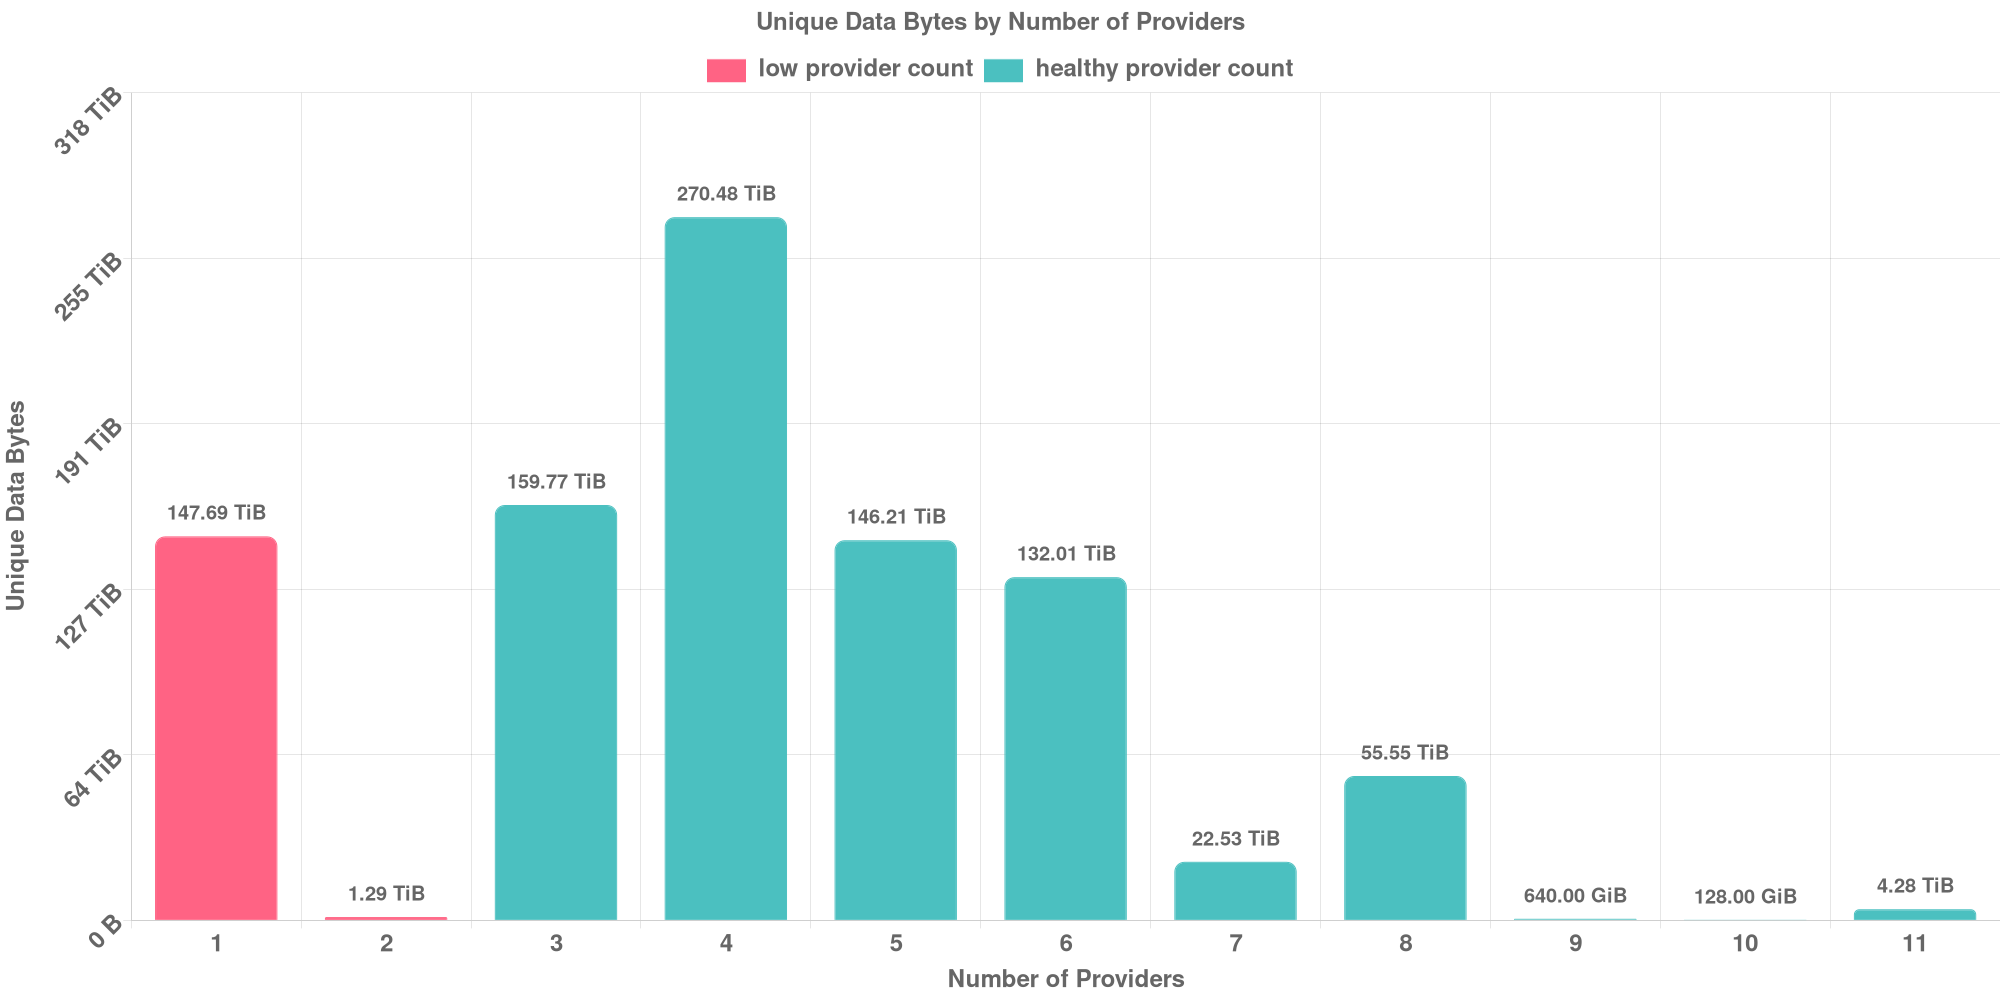 Unique Data Bytes by Number of Providers
low provider count
healthy provider count
318 TiB
255 TiB
191 TiB
127 TiB
64 TiB
0 B
Unique Data Bytes
147.69 TiB
1.29 TiB
159.77 TiB
270.48 TiB
146.21 TiB
132.01 TiB
22.53 TiB
55.55 TiB
640.00 GiB
128.00 GiB
4.28 TiB
1 2 3 4 5 6 7 8 9 10 11
Number of Providers